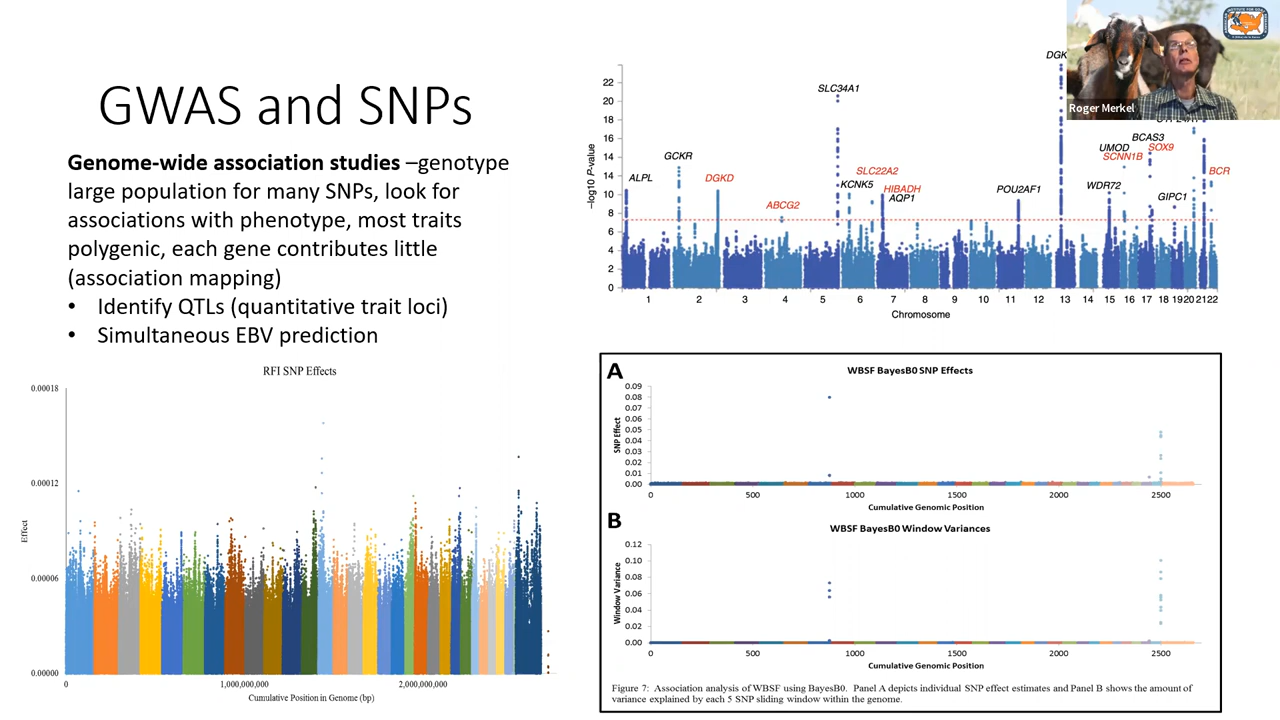 GWAS and SNPs
Genome-wide association studies –genotype
large population for many SNPs, look for
associations with phenotype, most traits
polygenic, each gene contributes little
(association mapping)
• Identify QTLs (quantitative trait loci)
• Simultaneous EBV prediction
Roger Merkel
DGK
SLC34A1
BCAS3
UMOD
SOX9
GCKR
SCNN1B
SLC22A2
BCR
ALPL
DGKD
KCNK5
HIBADH
POU2AF1
WDR72
AQP1
GIPC1
ABCG2
–log10 P-value
22
20
18
16
14
12
10
8
6
4
2
0
1 2 3 4 5 6 7 8 9 10 11 12 13 14 15 16 17 18 19 20 21 22
Chromosome
RFI SNP Effects
Effect
0.00018
0.00012
0.00006
0.00000
0 1,000,000,000 2,000,000,000
Cumulative Position in Genome (bp)
A
WBSF BayesB0 SNP Effects
SNP Effect
0.09
0.08
0.07
0.06
0.05
0.04
0.03
0.02
0.01
0.00
0 500 1000 1500 2000 2500
Cumulative Genomic Position
B
WBSF BayesB0 Window Variances
Window Variance
0.12
0.10
0.08
0.06
0.04
0.02
0.00
0 500 1000 1500 2000 2500
Cumulative Genomic Position
Figure 7: Association analysis of WBSF using BayesB0. Panel A depicts individual SNP effect estimates and Panel B shows the amount of
variance explained by each 5 SNP sliding window within the genome.